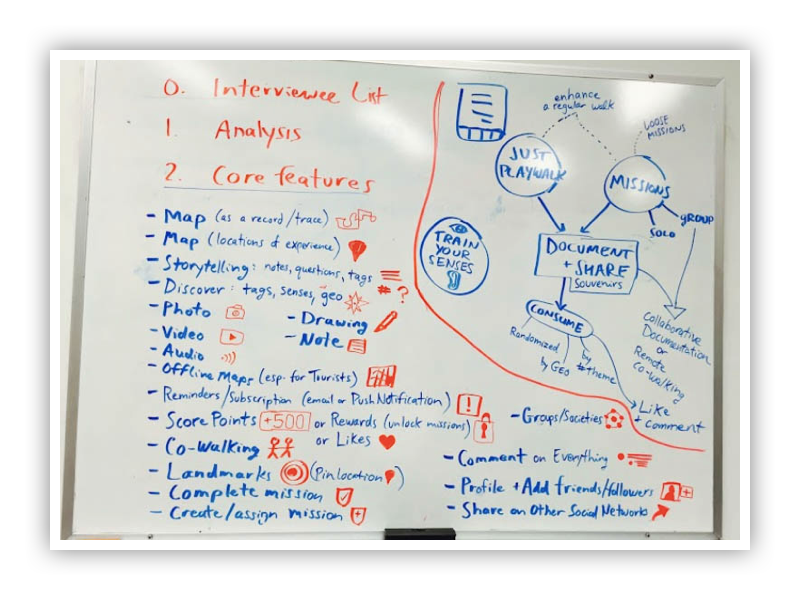 0. Interviewee List
1. Analysis
2. Core features
- Map (as a record/trace)
- Map (locations of experience)
- Storytelling: notes, questions, tags
- Discover: tags, senses, geo # ?
- Photo
- Drawing
- Video
- Note
- Audio
- Offline Maps (esp. for Tourists)
- Reminders/Subscription (email or Push Notification) !
- Score Points +500 or Rewards (unlock missions)
or Likes
- Co-Walking
- Landmarks (Pin location)
- Complete mission
- Create/assign mission
- Groups/Societies
- Comment on Everything
- Profile + Add friends/followers
- Share on Other Social Networks
enhance
a regular walk
LOOSE
MISSIONS
JUST
PLAYWALK
MISSIONS
SOLO
GROUP
TRAIN
YOUR
SENSES
DOCUMENT
+ SHARE
Souvenirs
CONSUME
Randomized
by GEO
by
#theme
Collaborative
Documentation
or
Remote
Co-walking
Like
+ comment